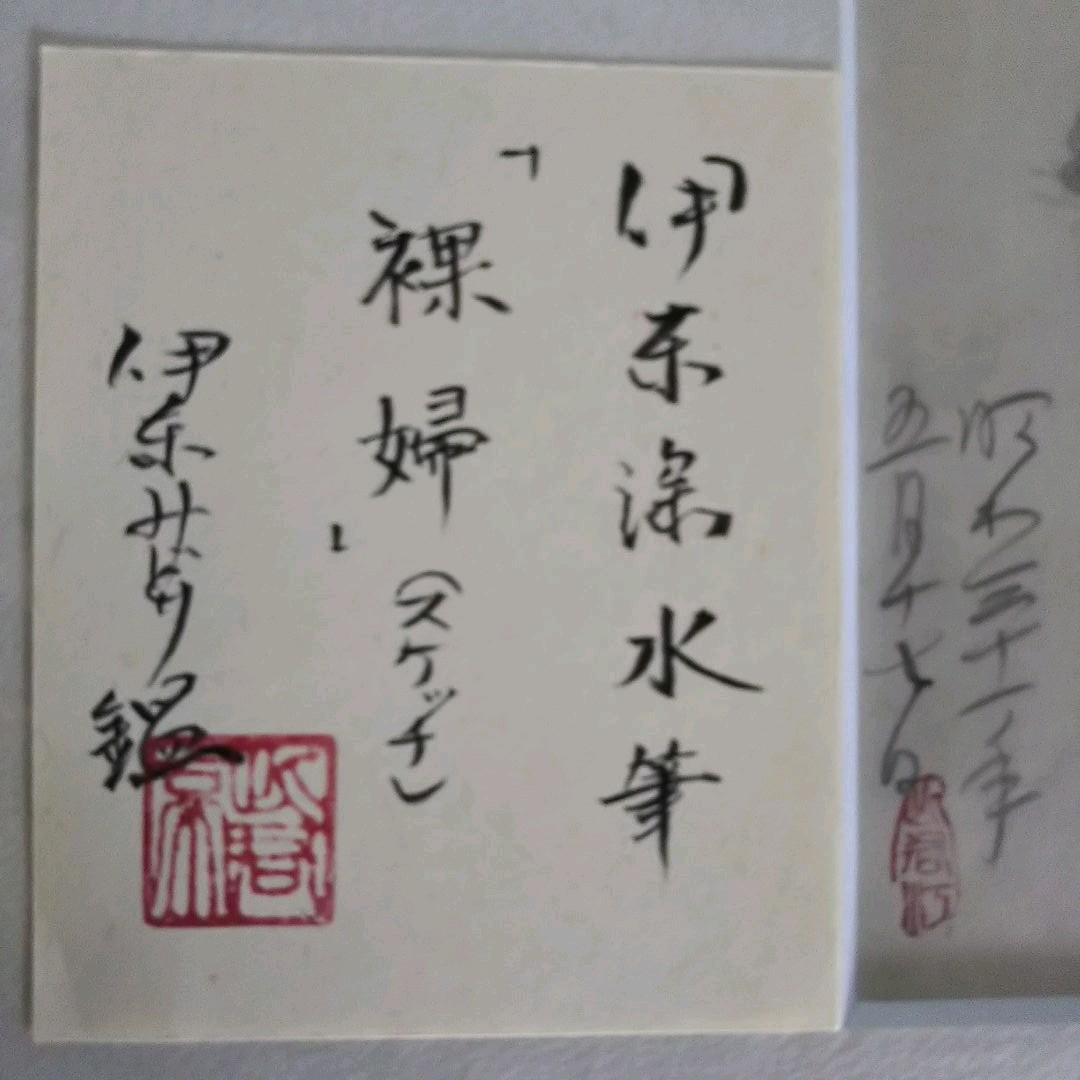 伊東深水筆
「裸婦」(スケッチ)
伊東みどり鑑
昭和三十一年
五月十七日